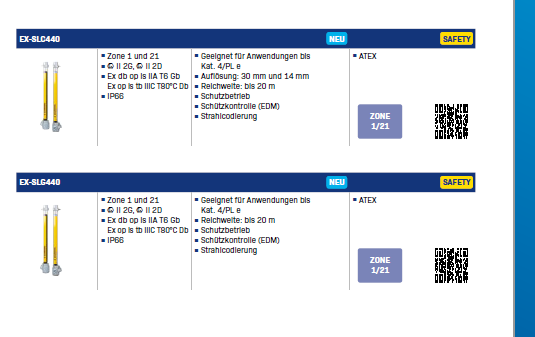 EX-SLC440 NEU SAFETY
▪ Zone 1 und 21
▪ II 2G, II 2D
▪ Ex db op is IIA T6 Gb
Ex op is tb IIIC T80°C Db
▪ IP66
▪ Geeignet für Anwendungen bis
Kat. 4/PL e
▪ Auflösung: 30 mm und 14 mm
▪ Reichweite: bis 20 m
▪ Schutzbetrieb
▪ Schützkontrolle (EDM)
▪ Strahlcodierung
▪ ATEX
ZONE
1/21
EX-SLG440 NEU SAFETY
▪ Zone 1 und 21
▪ II 2G, II 2D
▪ Ex db op is IIA T6 Gb
Ex op is tb IIIC T80°C Db
▪ IP66
▪ Geeignet für Anwendungen bis
Kat. 4/PL e
▪ Reichweite: bis 20 m
▪ Schutzbetrieb
▪ Schützkontrolle (EDM)
▪ Strahlcodierung
▪ ATEX
ZONE
1/21